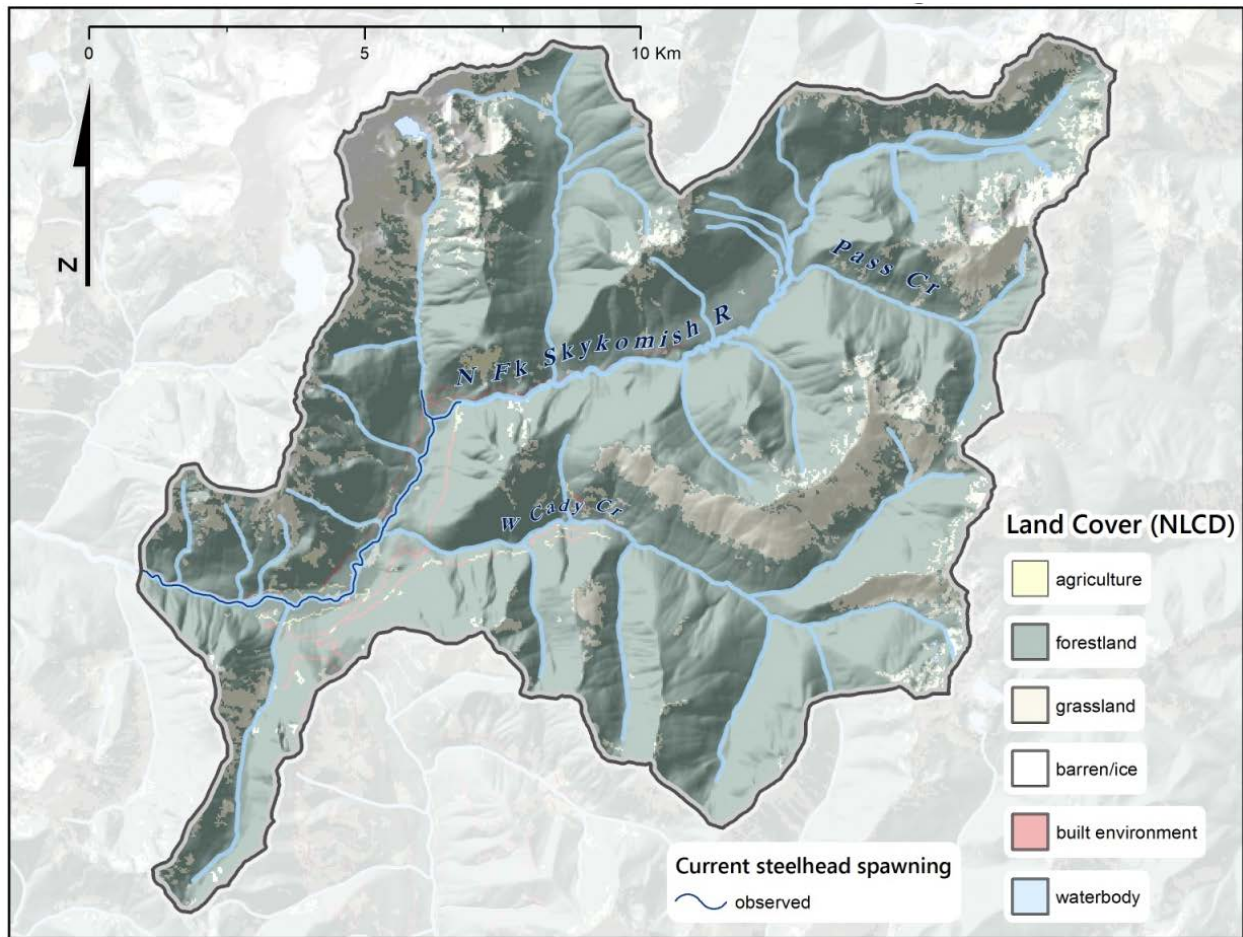 0 5 10 Km
N
Pass Cr
N Fk Skykomish R
W Cady Cr
Land Cover (NLCD)
agriculture
forestland
grassland
barren/ice
built environment
waterbody
Current steelhead spawning
observed